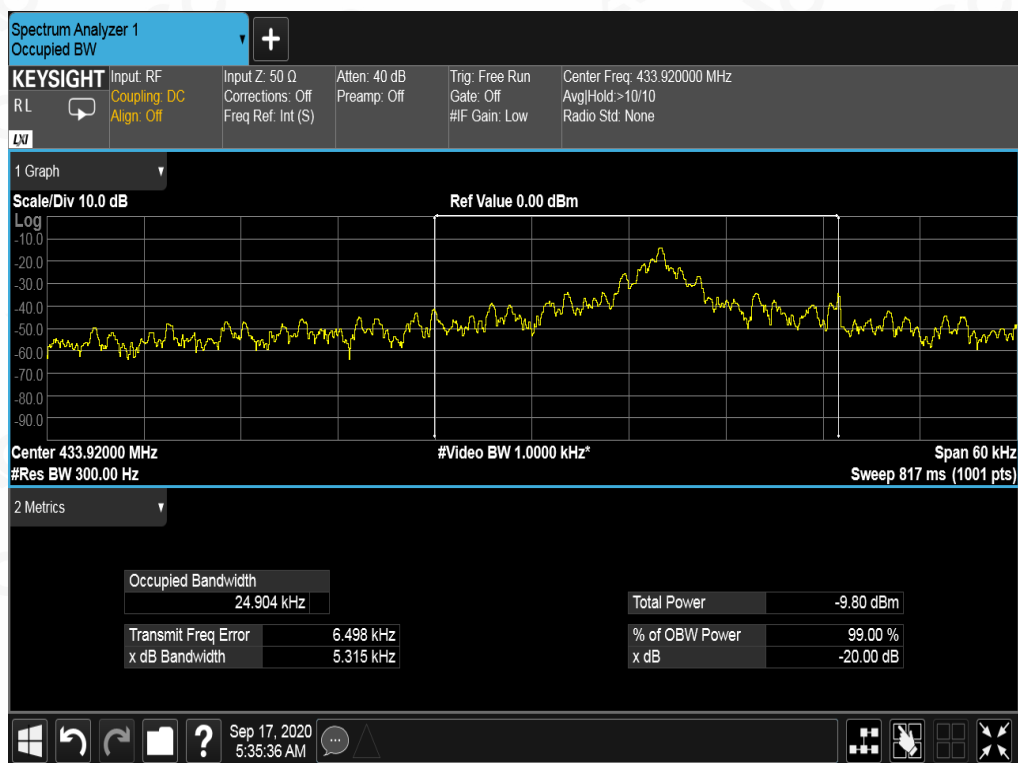 Spectrum Analyzer 1
Occupied BW
+
KEYSIGHT Input: RF Input Z: 50 Ω Atten: 40 dB Trig: Free Run Center Freq: 433.920000 MHz
RL Coupling: DC Corrections: Off Preamp: Off Gate: Off Avg|Hold:>10/10
Align: Off Freq Ref: Int (S) #IF Gain: Low Radio Std: None
LXI
1 Graph
Scale/Div 10.0 dB Ref Value 0.00 dBm
Log
-10.0
-20.0
-30.0
-40.0
-50.0
-60.0
-70.0
-80.0
-90.0
Center 433.92000 MHz #Video BW 1.0000 kHz* Span 60 kHz
#Res BW 300.00 Hz Sweep 817 ms (1001 pts)
2 Metrics
Occupied Bandwidth
24.904 kHz Total Power -9.80 dBm
Transmit Freq Error 6.498 kHz % of OBW Power 99.00 %
x dB Bandwidth 5.315 kHz x dB -20.00 dB
? Sep 17, 2020
5:35:36 AM